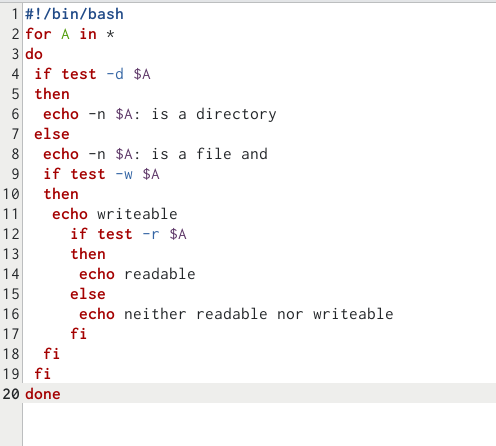 1 #!/bin/bash
2 for A in *
3 do
4  if test -d $A
5  then
6   echo -n $A: is a directory
7  else
8   echo -n $A: is a file and
9   if test -w $A
10   then
11    echo writeable
12      if test -r $A
13      then
14       echo readable
15      else
16       echo neither readable nor writeable
17      fi
18   fi
19  fi
20 done